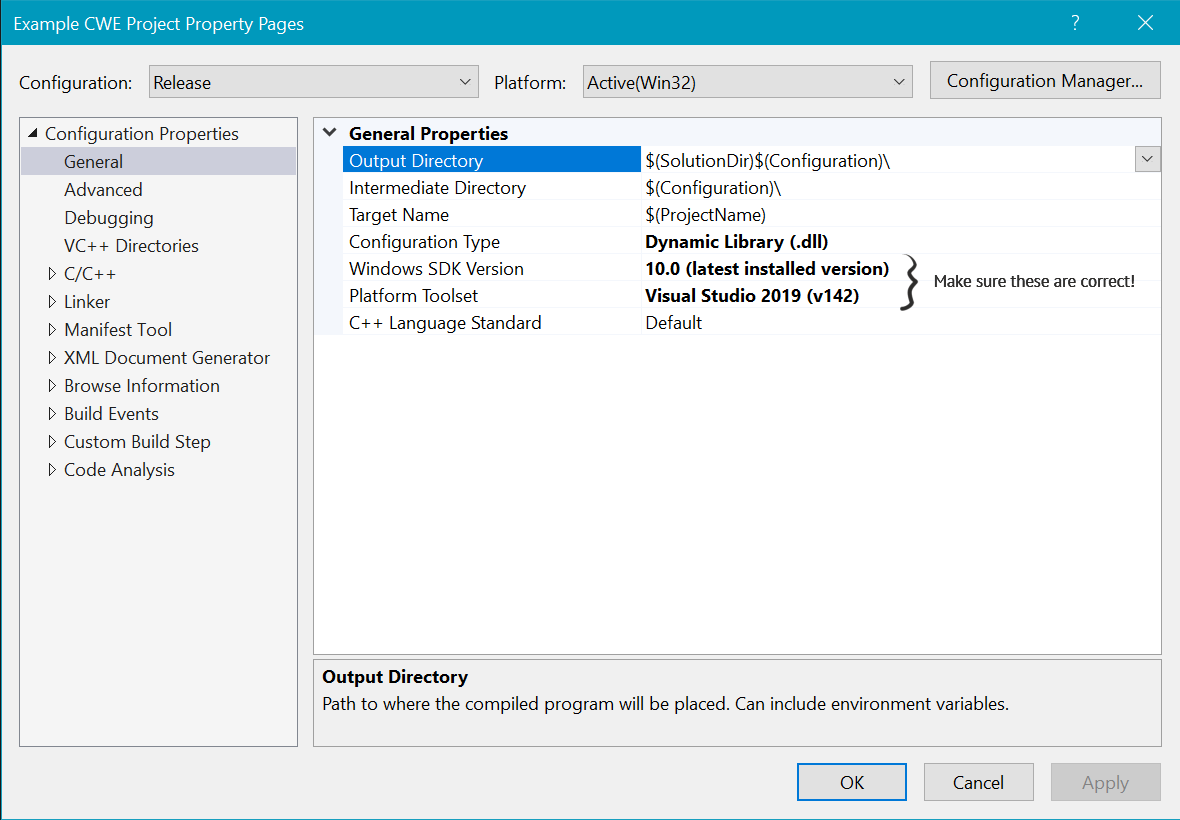 Example CWE Project Property Pages ?
Configuration: Release Platform: Active(Win32) Configuration Manager...
Configuration Properties
General
Advanced
Debugging
VC++ Directories
C/C++
Linker
Manifest Tool
XML Document Generator
Browse Information
Build Events
Custom Build Step
Code Analysis
General Properties
Output Directory $(SolutionDir)$(Configuration)\
Intermediate Directory $(Configuration)\
Target Name $(ProjectName)
Configuration Type Dynamic Library (.dll)
Windows SDK Version 10.0 (latest installed version)
Platform Toolset Visual Studio 2019 (v142)
Make sure these are correct!
C++ Language Standard Default
Output Directory
Path to where the compiled program will be placed. Can include environment variables.
OK Cancel Apply